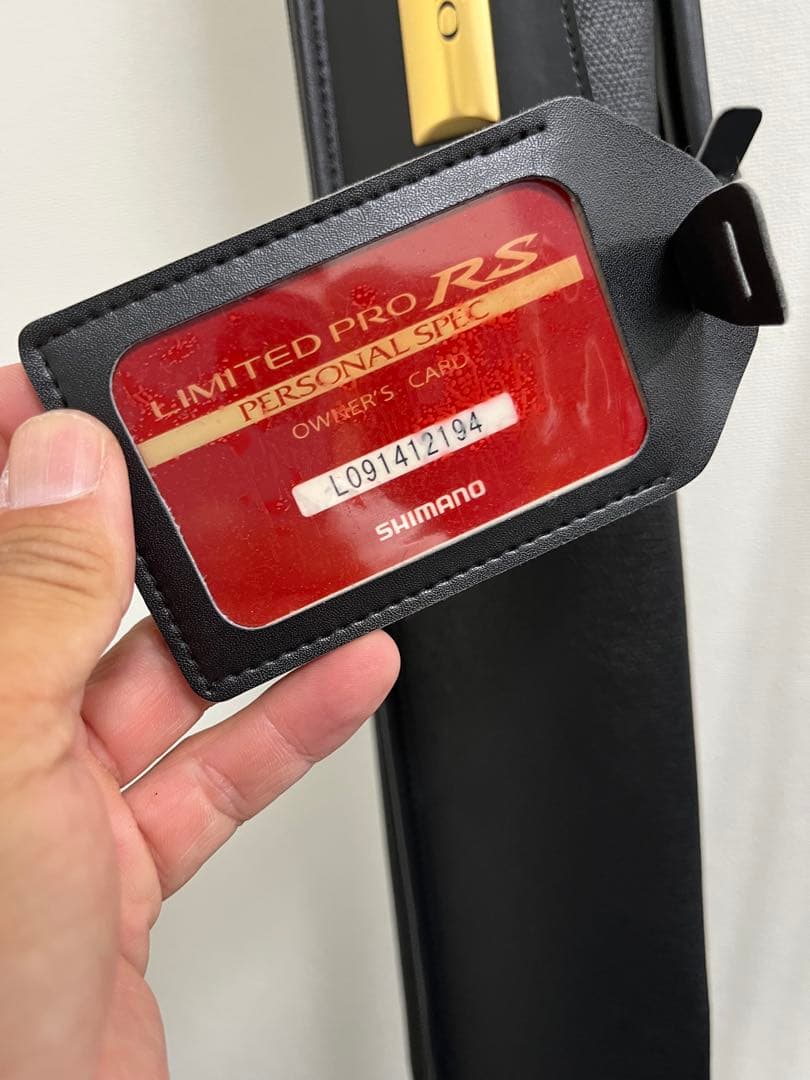 LIMITED PRO RS
PERSONAL SPEC
OWNER'S CARD
L091412194
SHIMANO